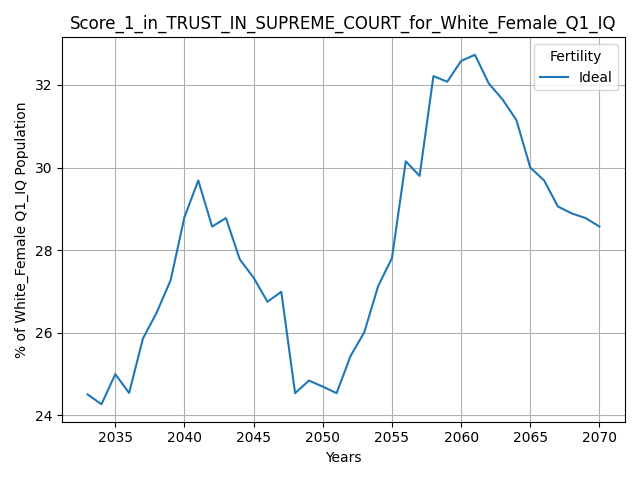 Score_1_in_TRUST_IN_SUPREME_COURT_for_White_Female_Q1_IQ
Fertility
Ideal
% of White_Female Q1_IQ Population
32
30
28
26
24
2035 2040 2045 2050 2055 2060 2065 2070
Years